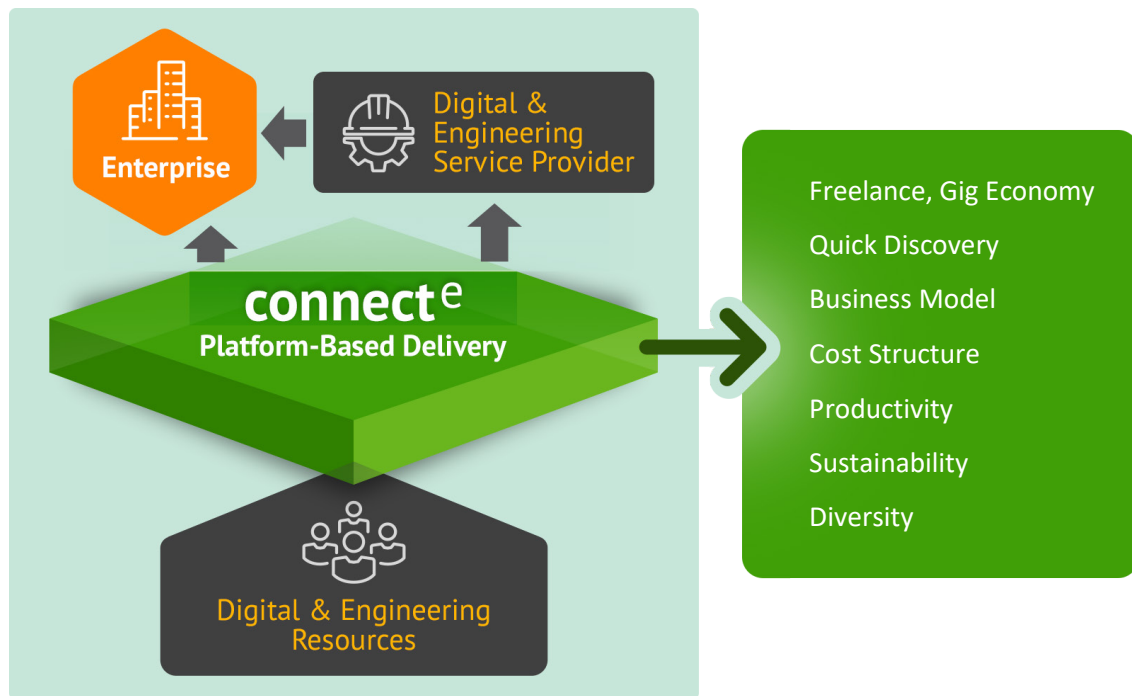 Enterprise
Digital &
Engineering
Service Provider
connect e
Platform-Based Delivery
Digital & Engineering
Resources
Freelance, Gig Economy
Quick Discovery
Business Model
Cost Structure
Productivity
Sustainability
Diversity